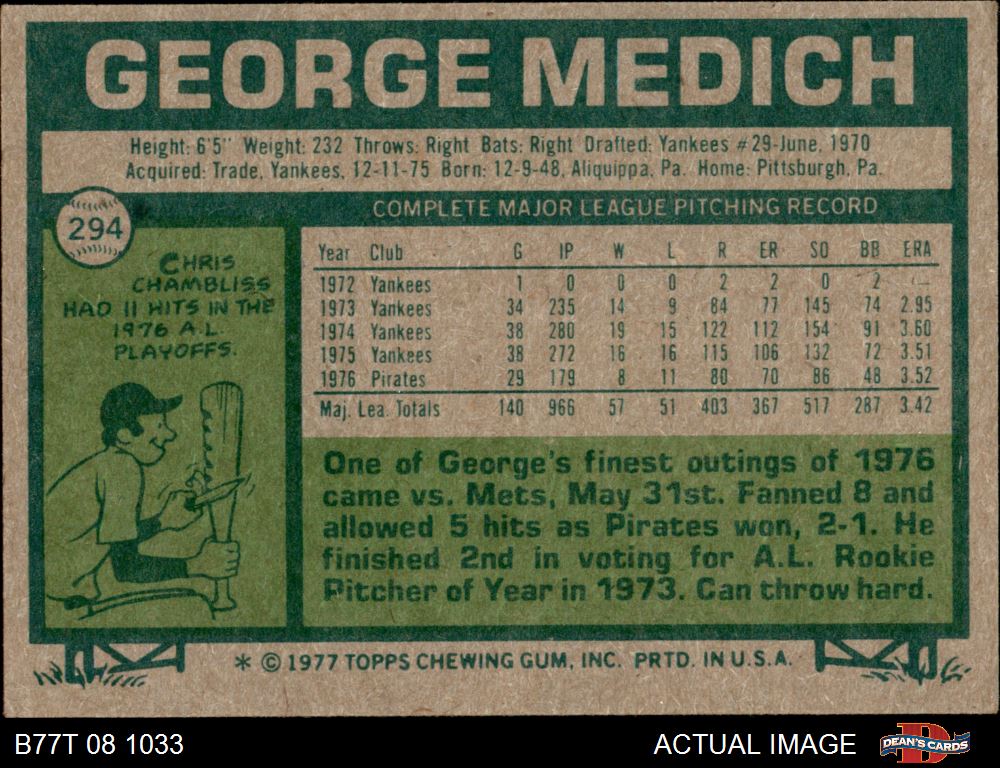 GEORGE MEDICH
Height: 6'5" Weight: 232 Throws: Right Bats: Right Drafted: Yankees #29-June, 1970
Acquired: Trade, Yankees, 12-11-75 Born: 12-9-48, Aliquippa, Pa. Home: Pittsburgh, Pa.
294
COMPLETE MAJOR LEAGUE PITCHING RECORD
CHRIS
CHAMBLISS
HAD 11 HITS IN THE
1976 A.L.
PLAYOFFS.
Year Club G IP W L R ER SO BB ERA
1972 Yankees 1 0 0 0 2 2 0 2 —
1973 Yankees 34 235 14 9 84 77 145 74 2.95
1974 Yankees 38 280 19 15 122 112 154 91 3.60
1975 Yankees 38 272 16 16 115 106 132 72 3.51
1976 Pirates 29 179 8 11 80 70 86 48 3.52
Maj. Lea. Totals 140 966 57 51 403 367 517 287 3.42
One of George's finest outings of 1976
came vs. Mets, May 31st. Fanned 8 and
allowed 5 hits as Pirates won, 2-1. He
finished 2nd in voting for A.L. Rookie
Pitcher of Year in 1973. Can throw hard.
* © 1977 TOPPS CHEWING GUM, INC. PRTD. IN U.S.A.
B77T 08 1033
ACTUAL IMAGE
DEAN'S CARDS